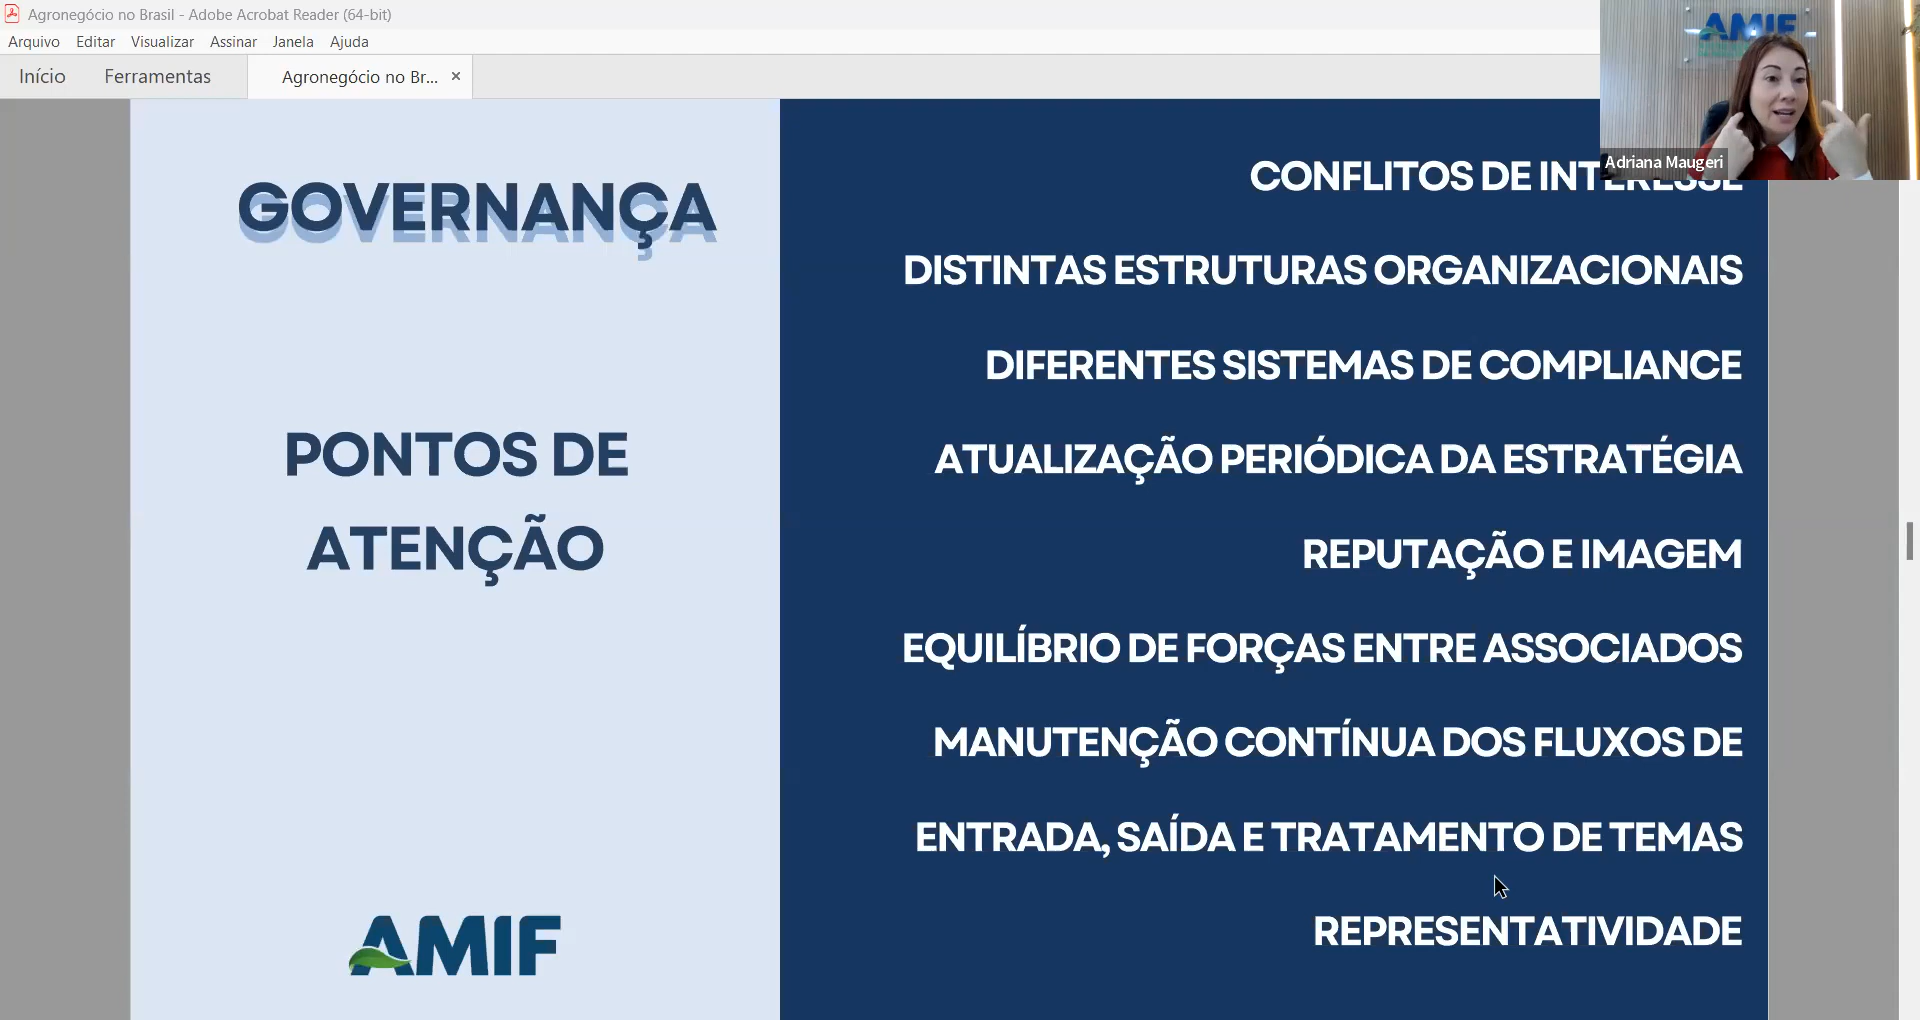 Agronegócio no Brasil - Adobe Acrobat Reader (64-bit)
Arquivo Editar Visualizar Assinar Janela Ajuda
Início Ferramentas Agronegócio no Br... ×
AMIF
Adriana Maugeri
GOVERNANÇA
PONTOS DE
ATENÇÃO
AMIF
CONFLITOS DE INTERESSE
DISTINTAS ESTRUTURAS ORGANIZACIONAIS
DIFERENTES SISTEMAS DE COMPLIANCE
ATUALIZAÇÃO PERIÓDICA DA ESTRATÉGIA
REPUTAÇÃO E IMAGEM
EQUILÍBRIO DE FORÇAS ENTRE ASSOCIADOS
MANUTENÇÃO CONTÍNUA DOS FLUXOS DE
ENTRADA, SAÍDA E TRATAMENTO DE TEMAS
REPRESENTATIVIDADE